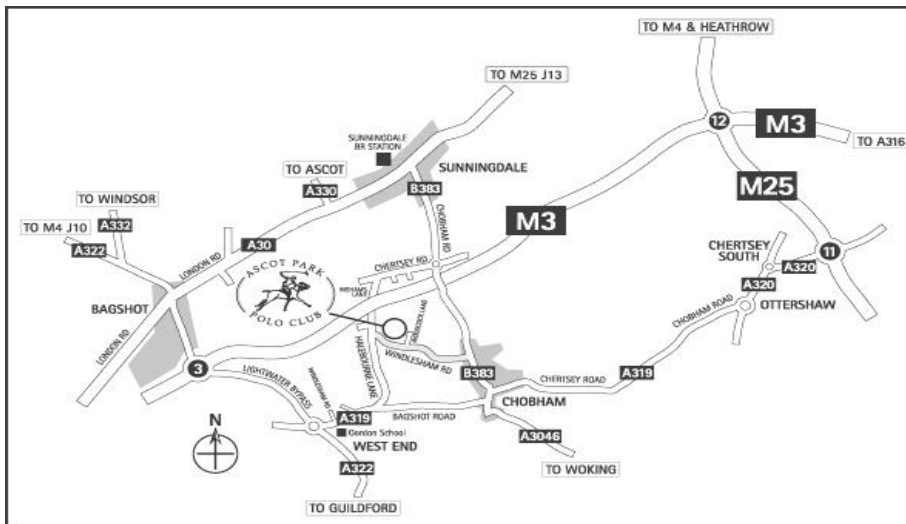 TO M4 & HEATHROW
TO M25 J13
12
M3
TO A316
SUNNINGDALE
BR STATION
SUNNINGDALE
TO ASCOT
A330
B383
M25
TO WINDSOR
A332
TO M4 J10
A322
A30
LONDON RD
CHOBHAM RD
M3
CHERTSEY
SOUTH
11
A320
A320
OTTERSHAW
ASCOT PARK
POLO CLUB
CHERTSEY RD
BAGSHOT
LONDON RD
HALEBOURNE LANE
WINDLESHAM RD
CHOBHAM ROAD
3
LIGHTWATER BYPASS
WINDLESHAM RD
B383
CHERTSEY ROAD
A319
CHOBHAM
A319
BAGSHOT ROAD
Gordon School
WEST END
A3046
N
A322
TO WOKING
TO GUILDFORD